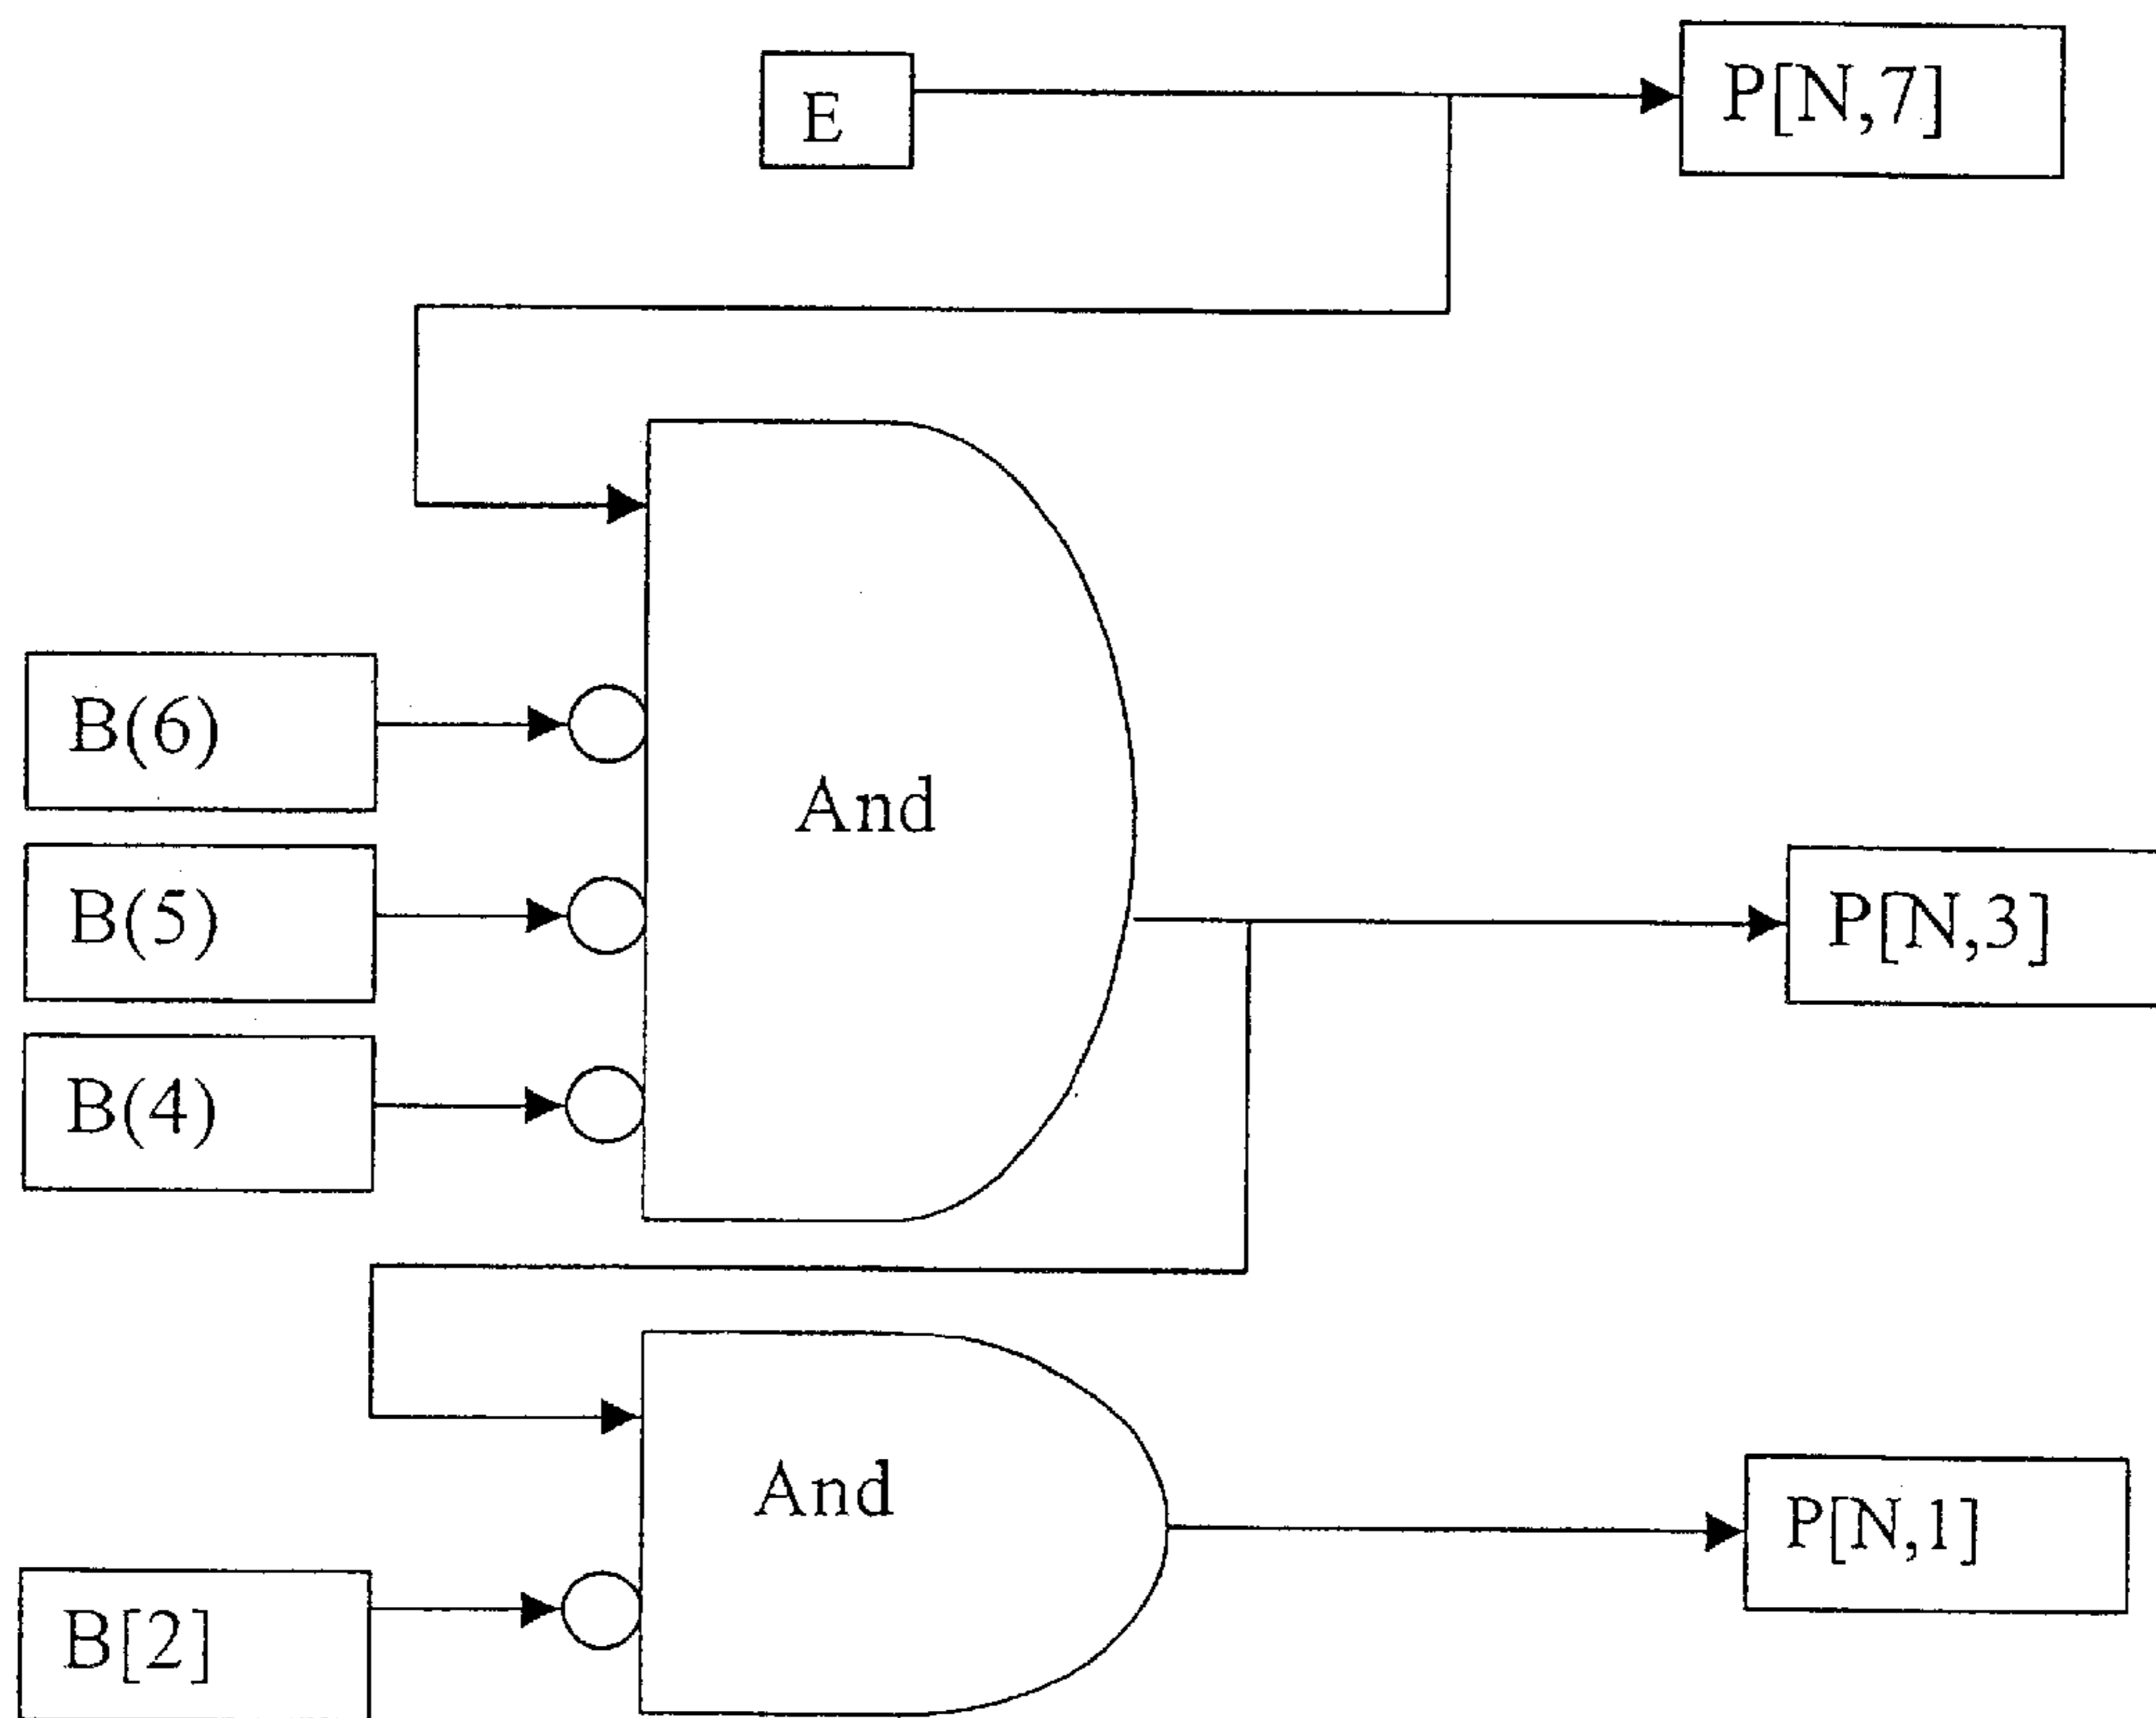 E
P[N,7]
B(6)
And
B(5)
P[N,3]
B(4)
And
P[N,1]
B[2]